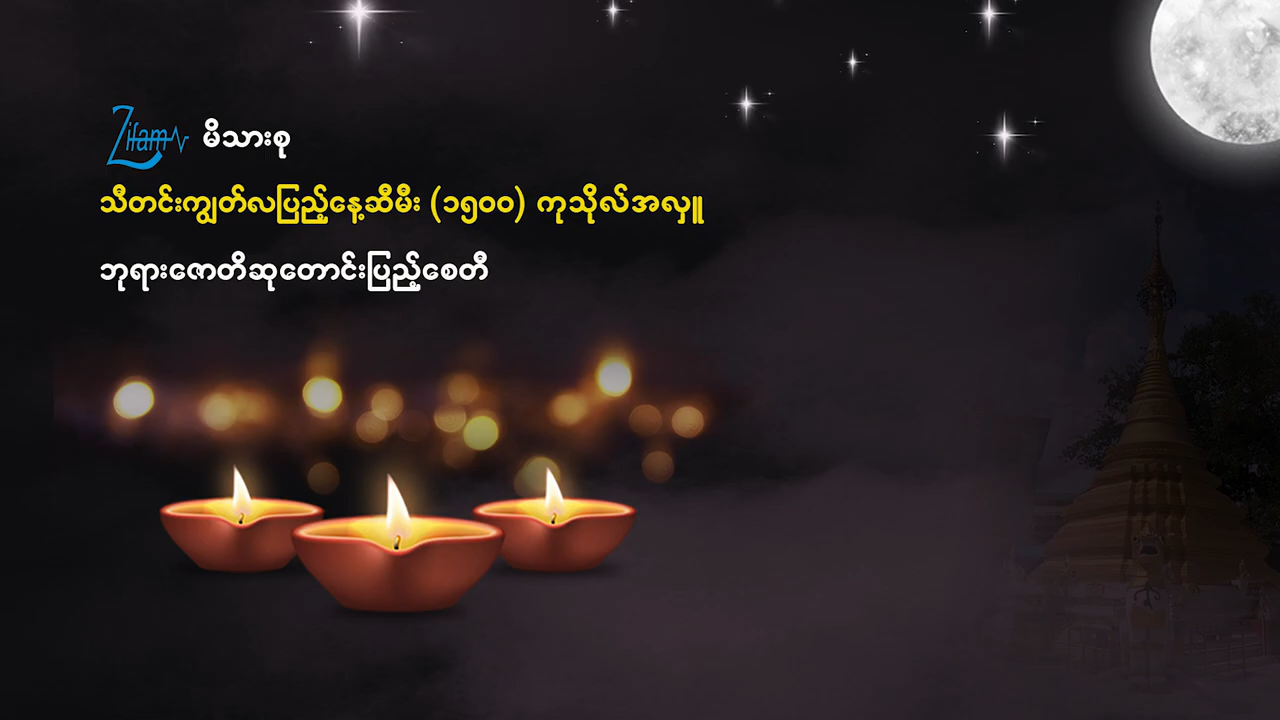 Zifam မိသားစု
သီတင်းကျွတ်လပြည့်နေ့ဆီမီး (၁၅၀၀) ကုသိုလ်အလှူ
ဘုရားဇောတိဆုတောင်းပြည့်စေတီ